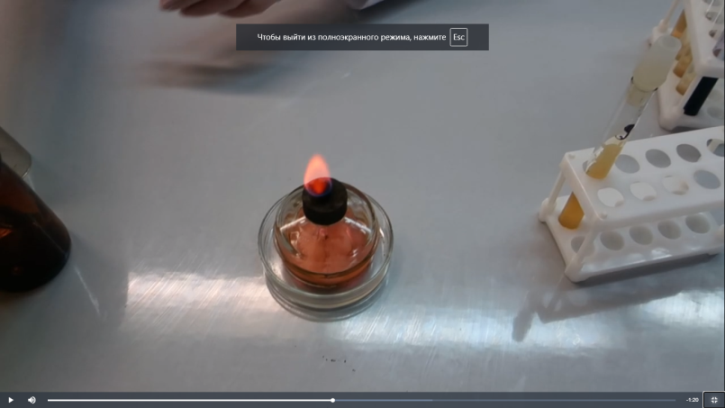 Чтобы выйти из полноэкранного режима, нажмите Esc
-1:20